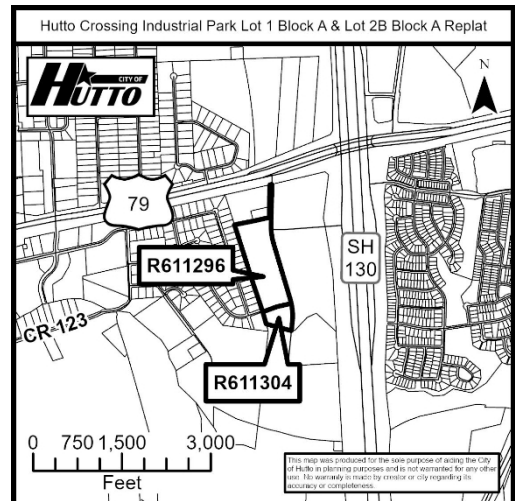 Hutto Crossing Industrial Park Lot 1 Block A & Lot 2B Block A Replat
CITY OF
HUTTO
N
79
R611296
SH
130
CR 123
R611304
0 750 1,500 3,000
Feet
This map was produced for the sole purpose of aiding the City
of Hutto in planning purposes and is not warranted for any other
use. No warranty is made by creator or city regarding its
accuracy or completeness.